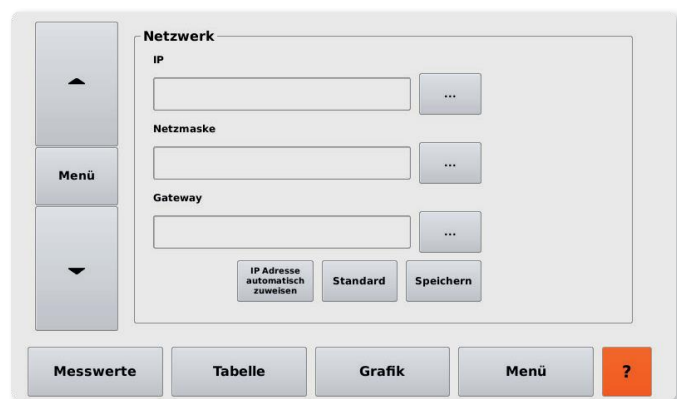 Netzwerk
IP
...
Netzmaske
...
Menü
Gateway
...
IP Adresse
automatisch
zuweisen
Standard
Speichern
Messwerte
Tabelle
Grafik
Menü
?